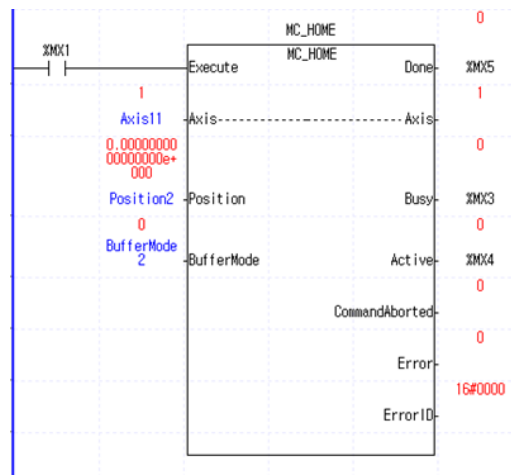 0
MC_HOME
%MX1
MC_HOME
Execute
Done
%MX5
1
1
Axis11
Axis
Axis
0.00000000
00000000e+
000
0
Position2
Position
Busy
%MX3
0
0
BufferMode
2
BufferMode
Active
%MX4
0
CommandAborted
0
Error
16#0000
ErrorID